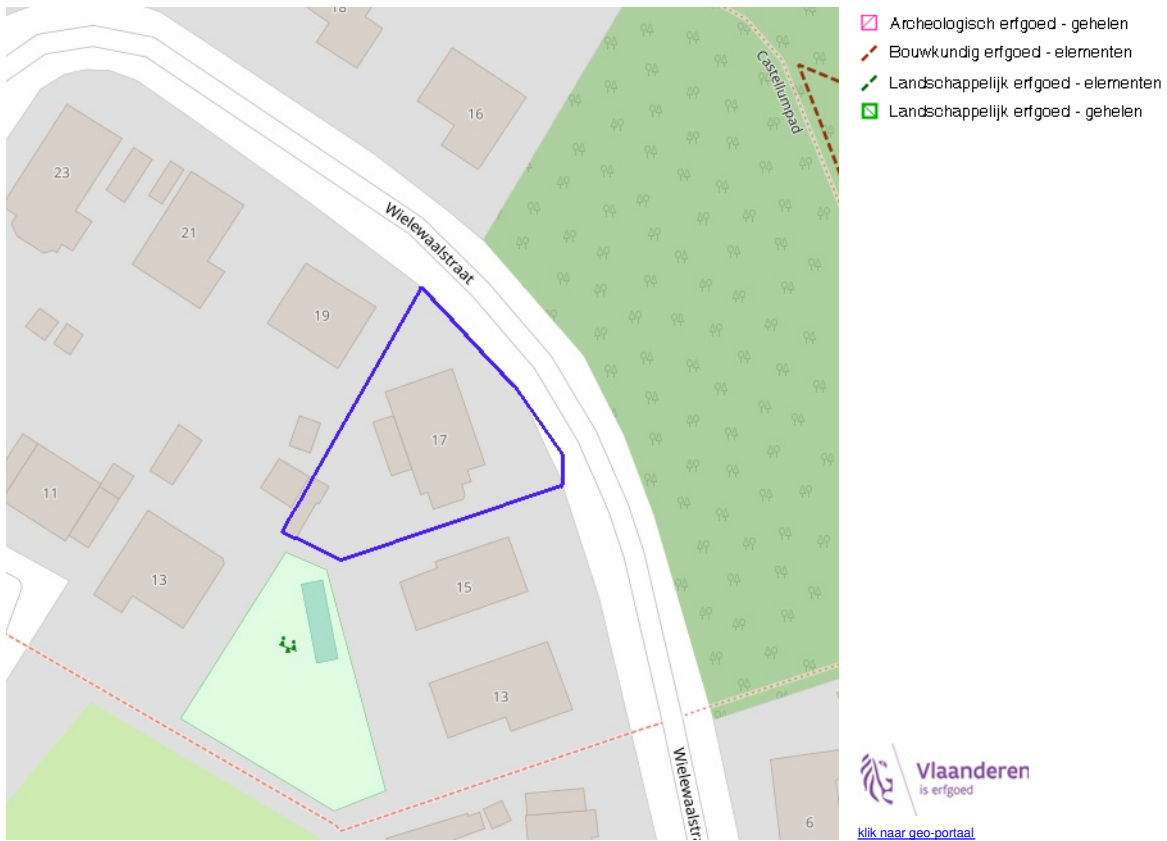 18
16
Castellumpad
23
21
Wielewaalstraat
19
17
11
13
15
13
Wielewaalstr
6
Archeologisch erfgoed - gehelen
Bouwkundig erfgoed - elementen
Landschappelijk erfgoed - elementen
Landschappelijk erfgoed - gehelen
Vlaanderen
is erfgoed
klik naar geo-portaal